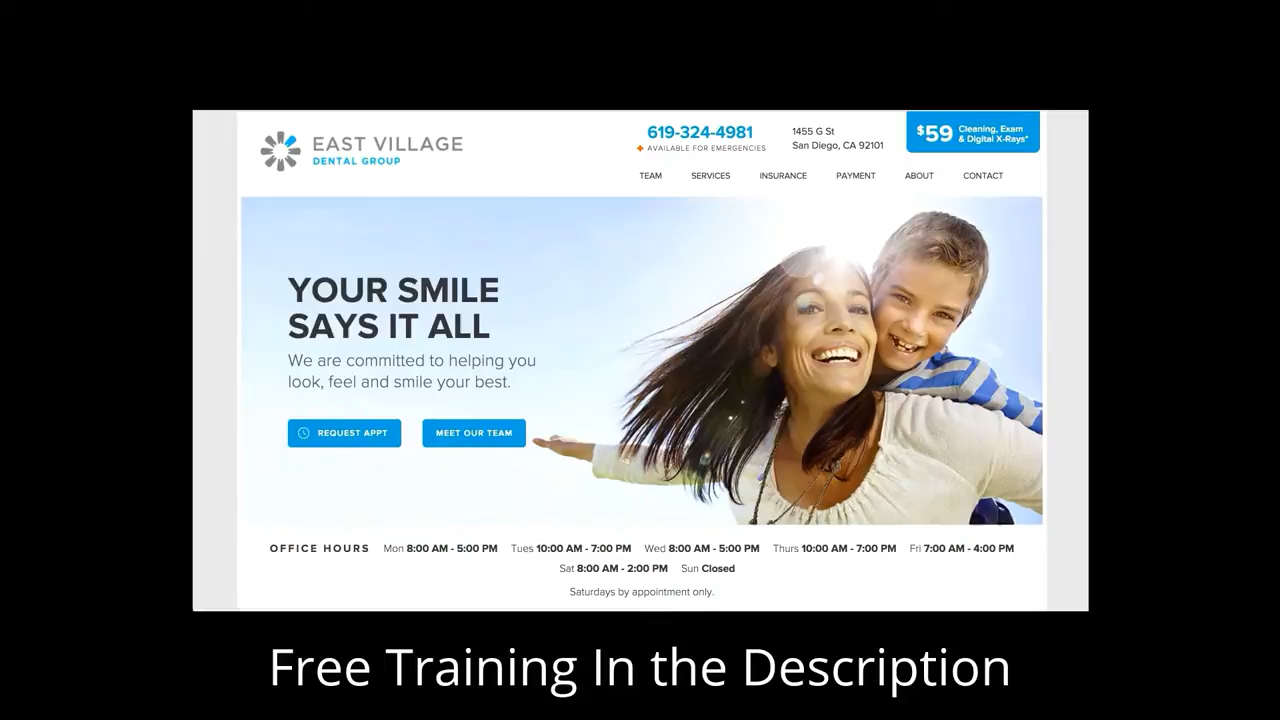 EAST VILLAGE
DENTAL GROUP
619-324-4981
AVAILABLE FOR EMERGENCIES
1455 G St
San Diego, CA 92101
$59 Cleaning, Exam
& Digital X-Rays*
TEAM SERVICES INSURANCE PAYMENT ABOUT CONTACT
YOUR SMILE
SAYS IT ALL
We are committed to helping you
look, feel and smile your best.
REQUEST APPT MEET OUR TEAM
OFFICE HOURS Mon 8:00 AM - 5:00 PM Tues 10:00 AM - 7:00 PM Wed 8:00 AM - 5:00 PM Thurs 10:00 AM - 7:00 PM Fri 7:00 AM - 4:00 PM
Sat 8:00 AM - 2:00 PM Sun Closed
Saturdays by appointment only.
Free Training In the Description